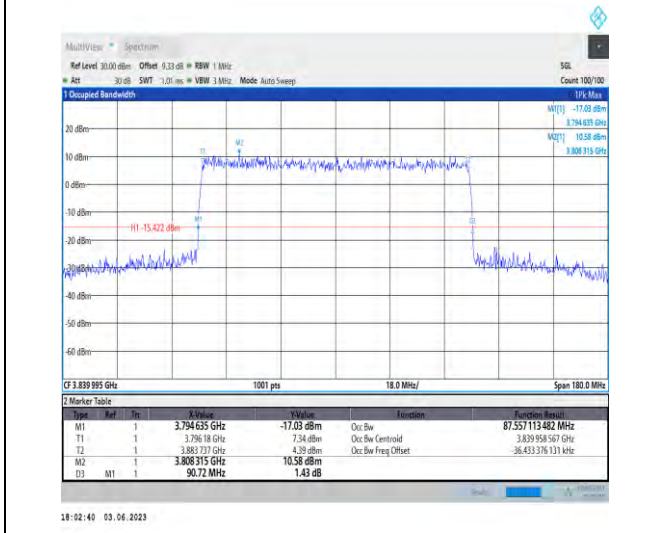 MultiView Spectrum
Ref Level 30.00 dBm Offset 9.33 dB RBW 1 MHz SGL
Att 30 dB SWT 1.01 ms VBW 3 MHz Mode Auto Sweep Count 100/100
1 Occupied Bandwidth 1Pk Max
M1[1] -17.03 dBm
3.794 635 GHz
M2[1] 10.58 dBm
3.808 315 GHz
20 dBm
M2
T1
10 dBm
0 dBm
-10 dBm
M1
D3
H1 -15.422 dBm
-20 dBm
-30 dBm
-40 dBm
-50 dBm
-60 dBm
CF 3.839 995 GHz 1001 pts 18.0 MHz/ Span 180.0 MHz
2 Marker Table
Type Ref Trc X-Value Y-Value Function Function Result
M1 1 3.794 635 GHz -17.03 dBm Occ Bw 87.557 113 482 MHz
T1 1 3.796 18 GHz 7.34 dBm Occ Bw Centroid 3.839 958 567 GHz
T2 1 3.883 737 GHz 4.39 dBm Occ Bw Freq Offset -36.433 376 131 kHz
M2 1 3.808 315 GHz 10.58 dBm
D3 M1 1 90.72 MHz 1.43 dB
18:02:40 03.06.2023